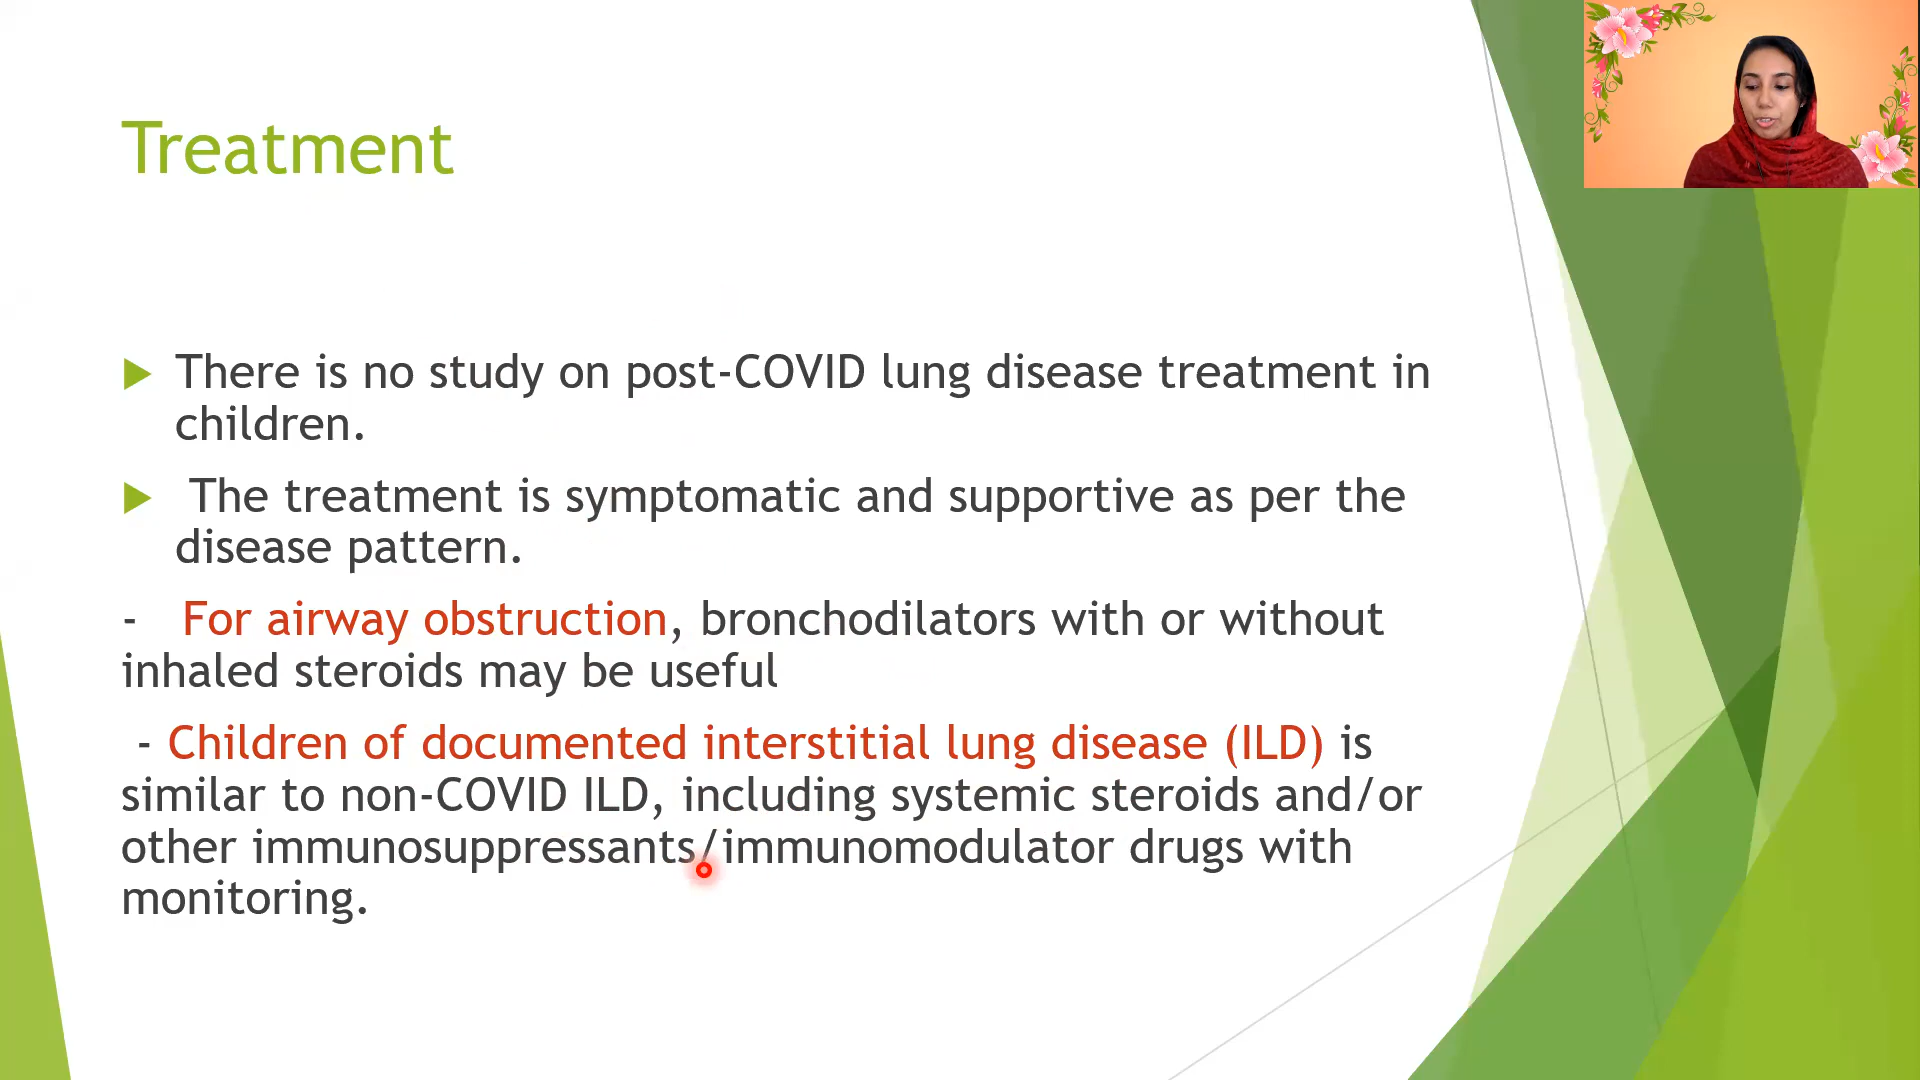 Treatment
There is no study on post-COVID lung disease treatment in
children.
The treatment is symptomatic and supportive as per the
disease pattern.
- For airway obstruction, bronchodilators with or without
inhaled steroids may be useful
- Children of documented interstitial lung disease (ILD) is
similar to non-COVID ILD, including systemic steroids and/or
other immunosuppressants/immunomodulator drugs with
monitoring.